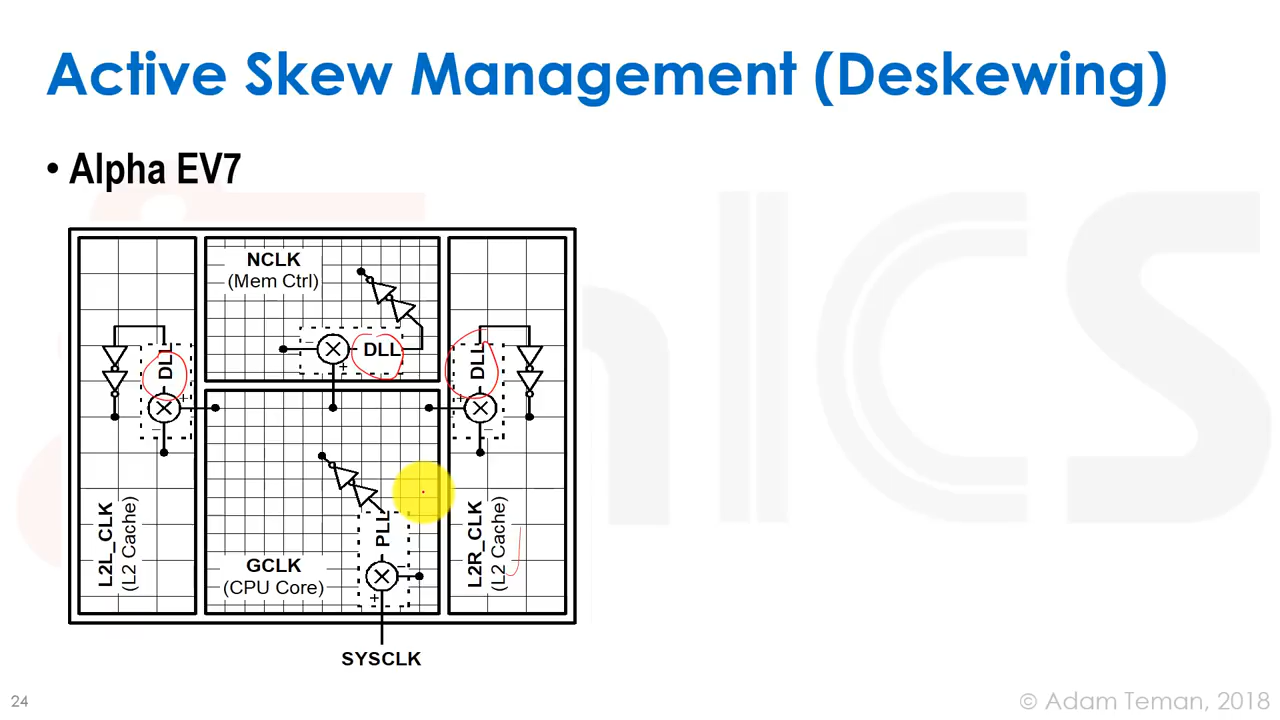 Active Skew Management (Deskewing)
• Alpha EV7
NCLK
(Mem Ctrl)
DLL
DLL
DLL
L2L_CLK
(L2 Cache)
PLL
GCLK
(CPU Core)
L2R_CLK
(L2 Cache)
SYSCLK
24
© Adam Teman, 2018